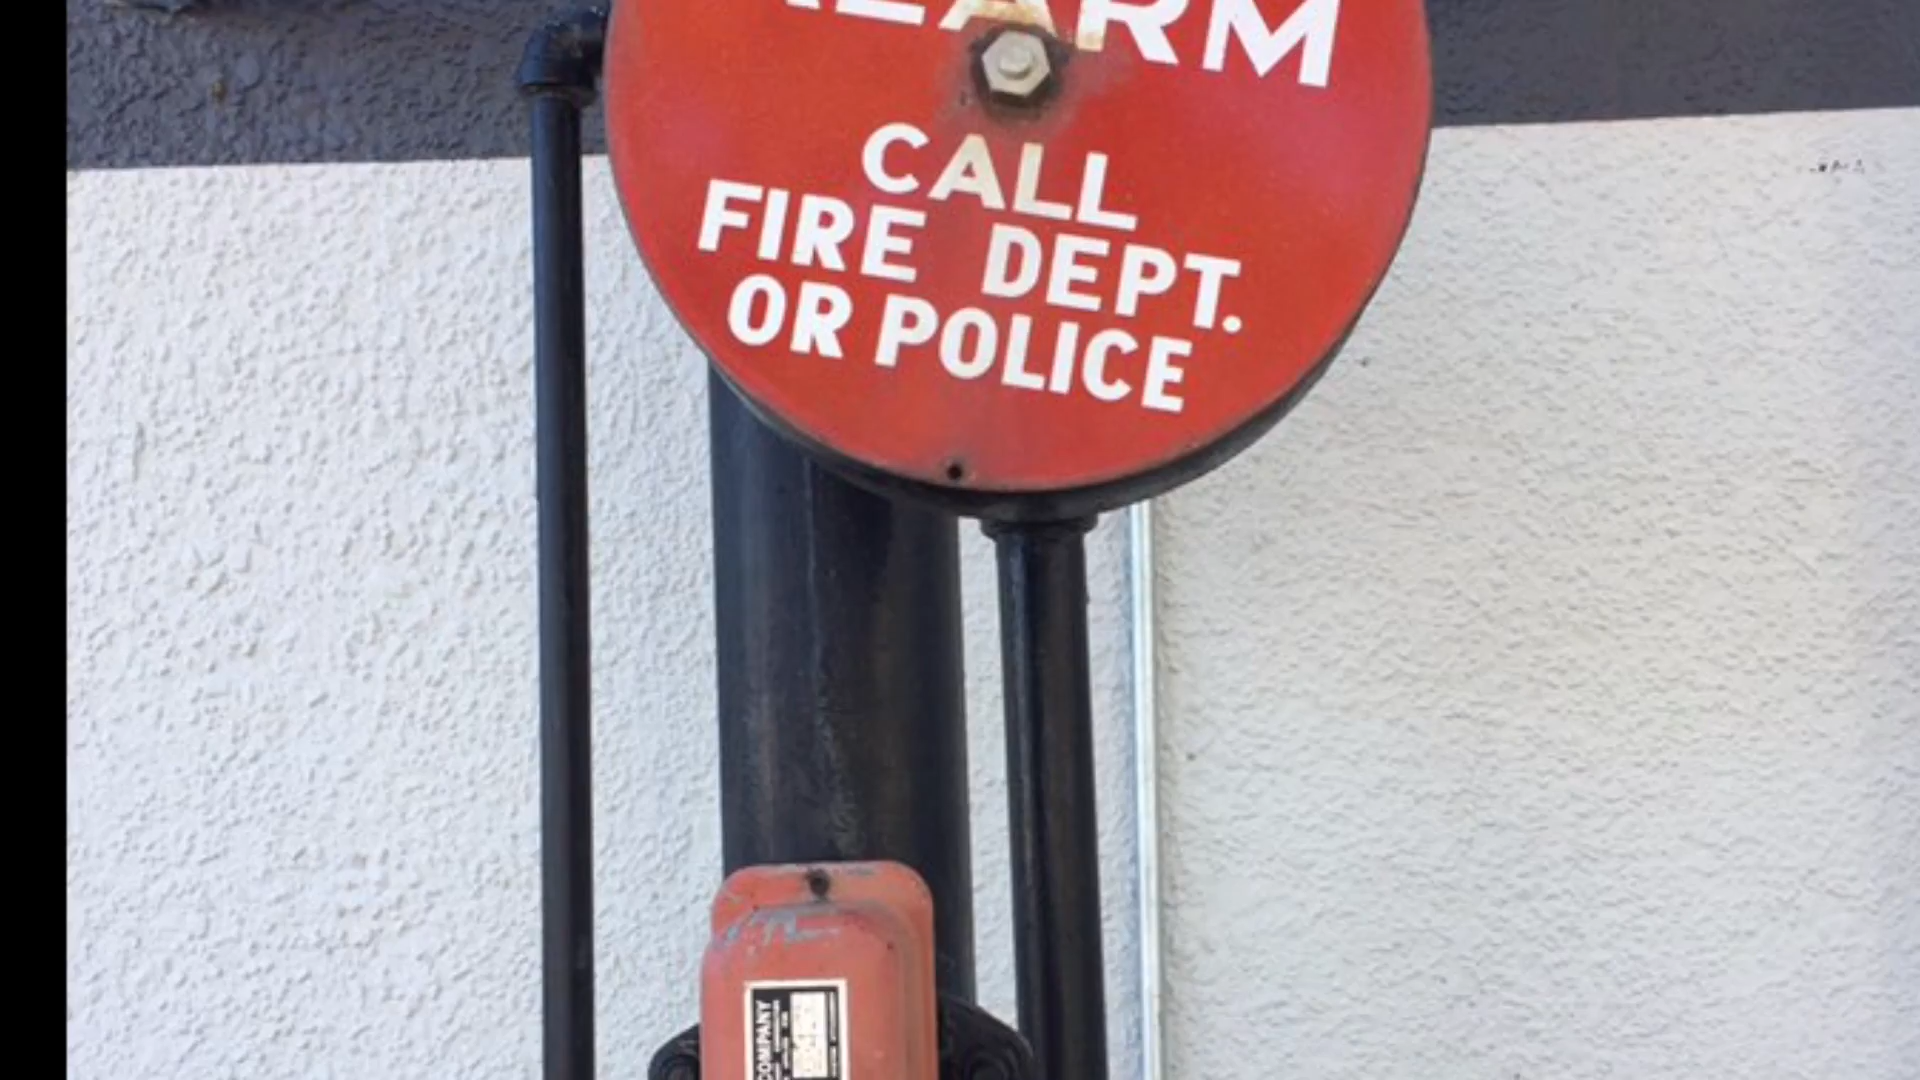 ALARM
CALL
FIRE DEPT.
OR POLICE
COMPANY